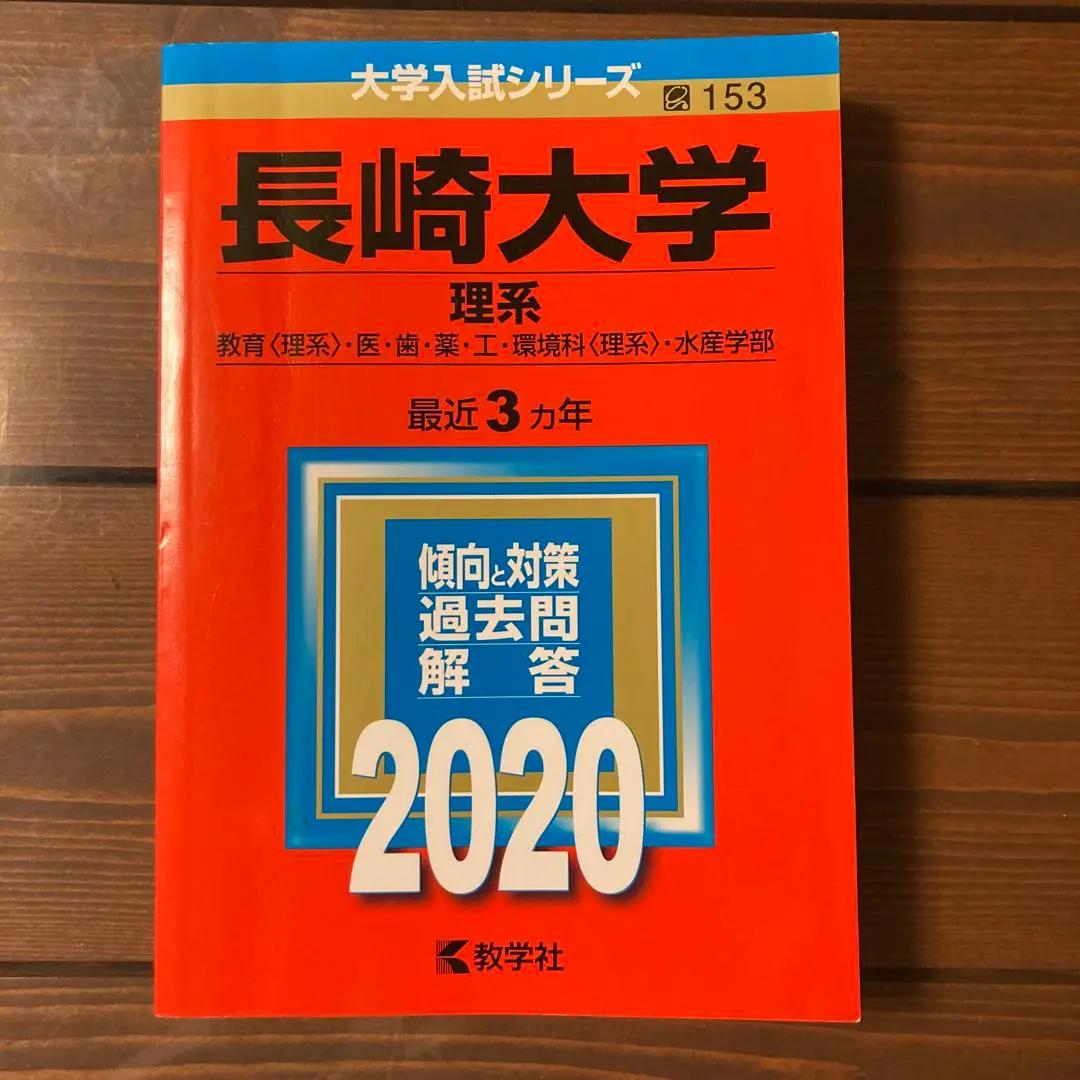 大学入試シリーズ
153
長崎大学
理系
教育〈理系〉・医・歯・薬・工・環境科〈理系〉・水産学部
最近3カ年
傾向と対策
過去問
解答
2020
教学社